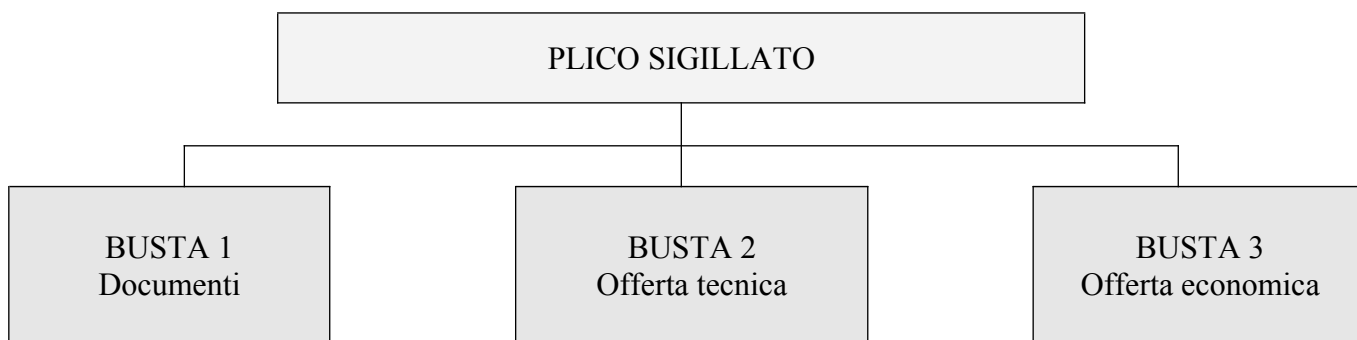 PLICO SIGILLATO
BUSTA 1
Documenti
BUSTA 2
Offerta tecnica
BUSTA 3
Offerta economica